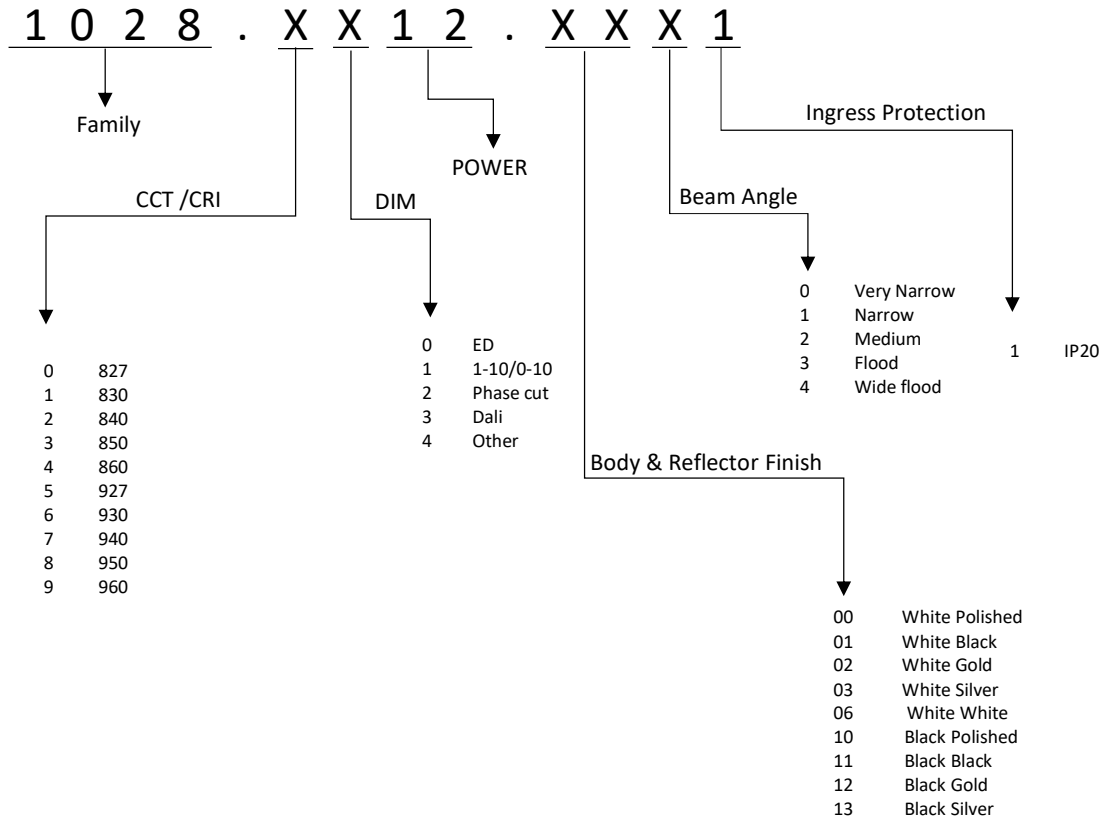 1 0 2 8 . X X 1 2 . X X X 1
Family
POWER
Ingress Protection
CCT /CRI
DIM
Beam Angle
0 827
1 830
2 840
3 850
4 860
5 927
6 930
7 940
8 950
9 960
0 ED
1 1-10/0-10
2 Phase cut
3 Dali
4 Other
0 Very Narrow
1 Narrow
2 Medium
3 Flood
4 Wide flood
1 IP20
Body & Reflector Finish
00 White Polished
01 White Black
02 White Gold
03 White Silver
06 White White
10 Black Polished
11 Black Black
12 Black Gold
13 Black Silver